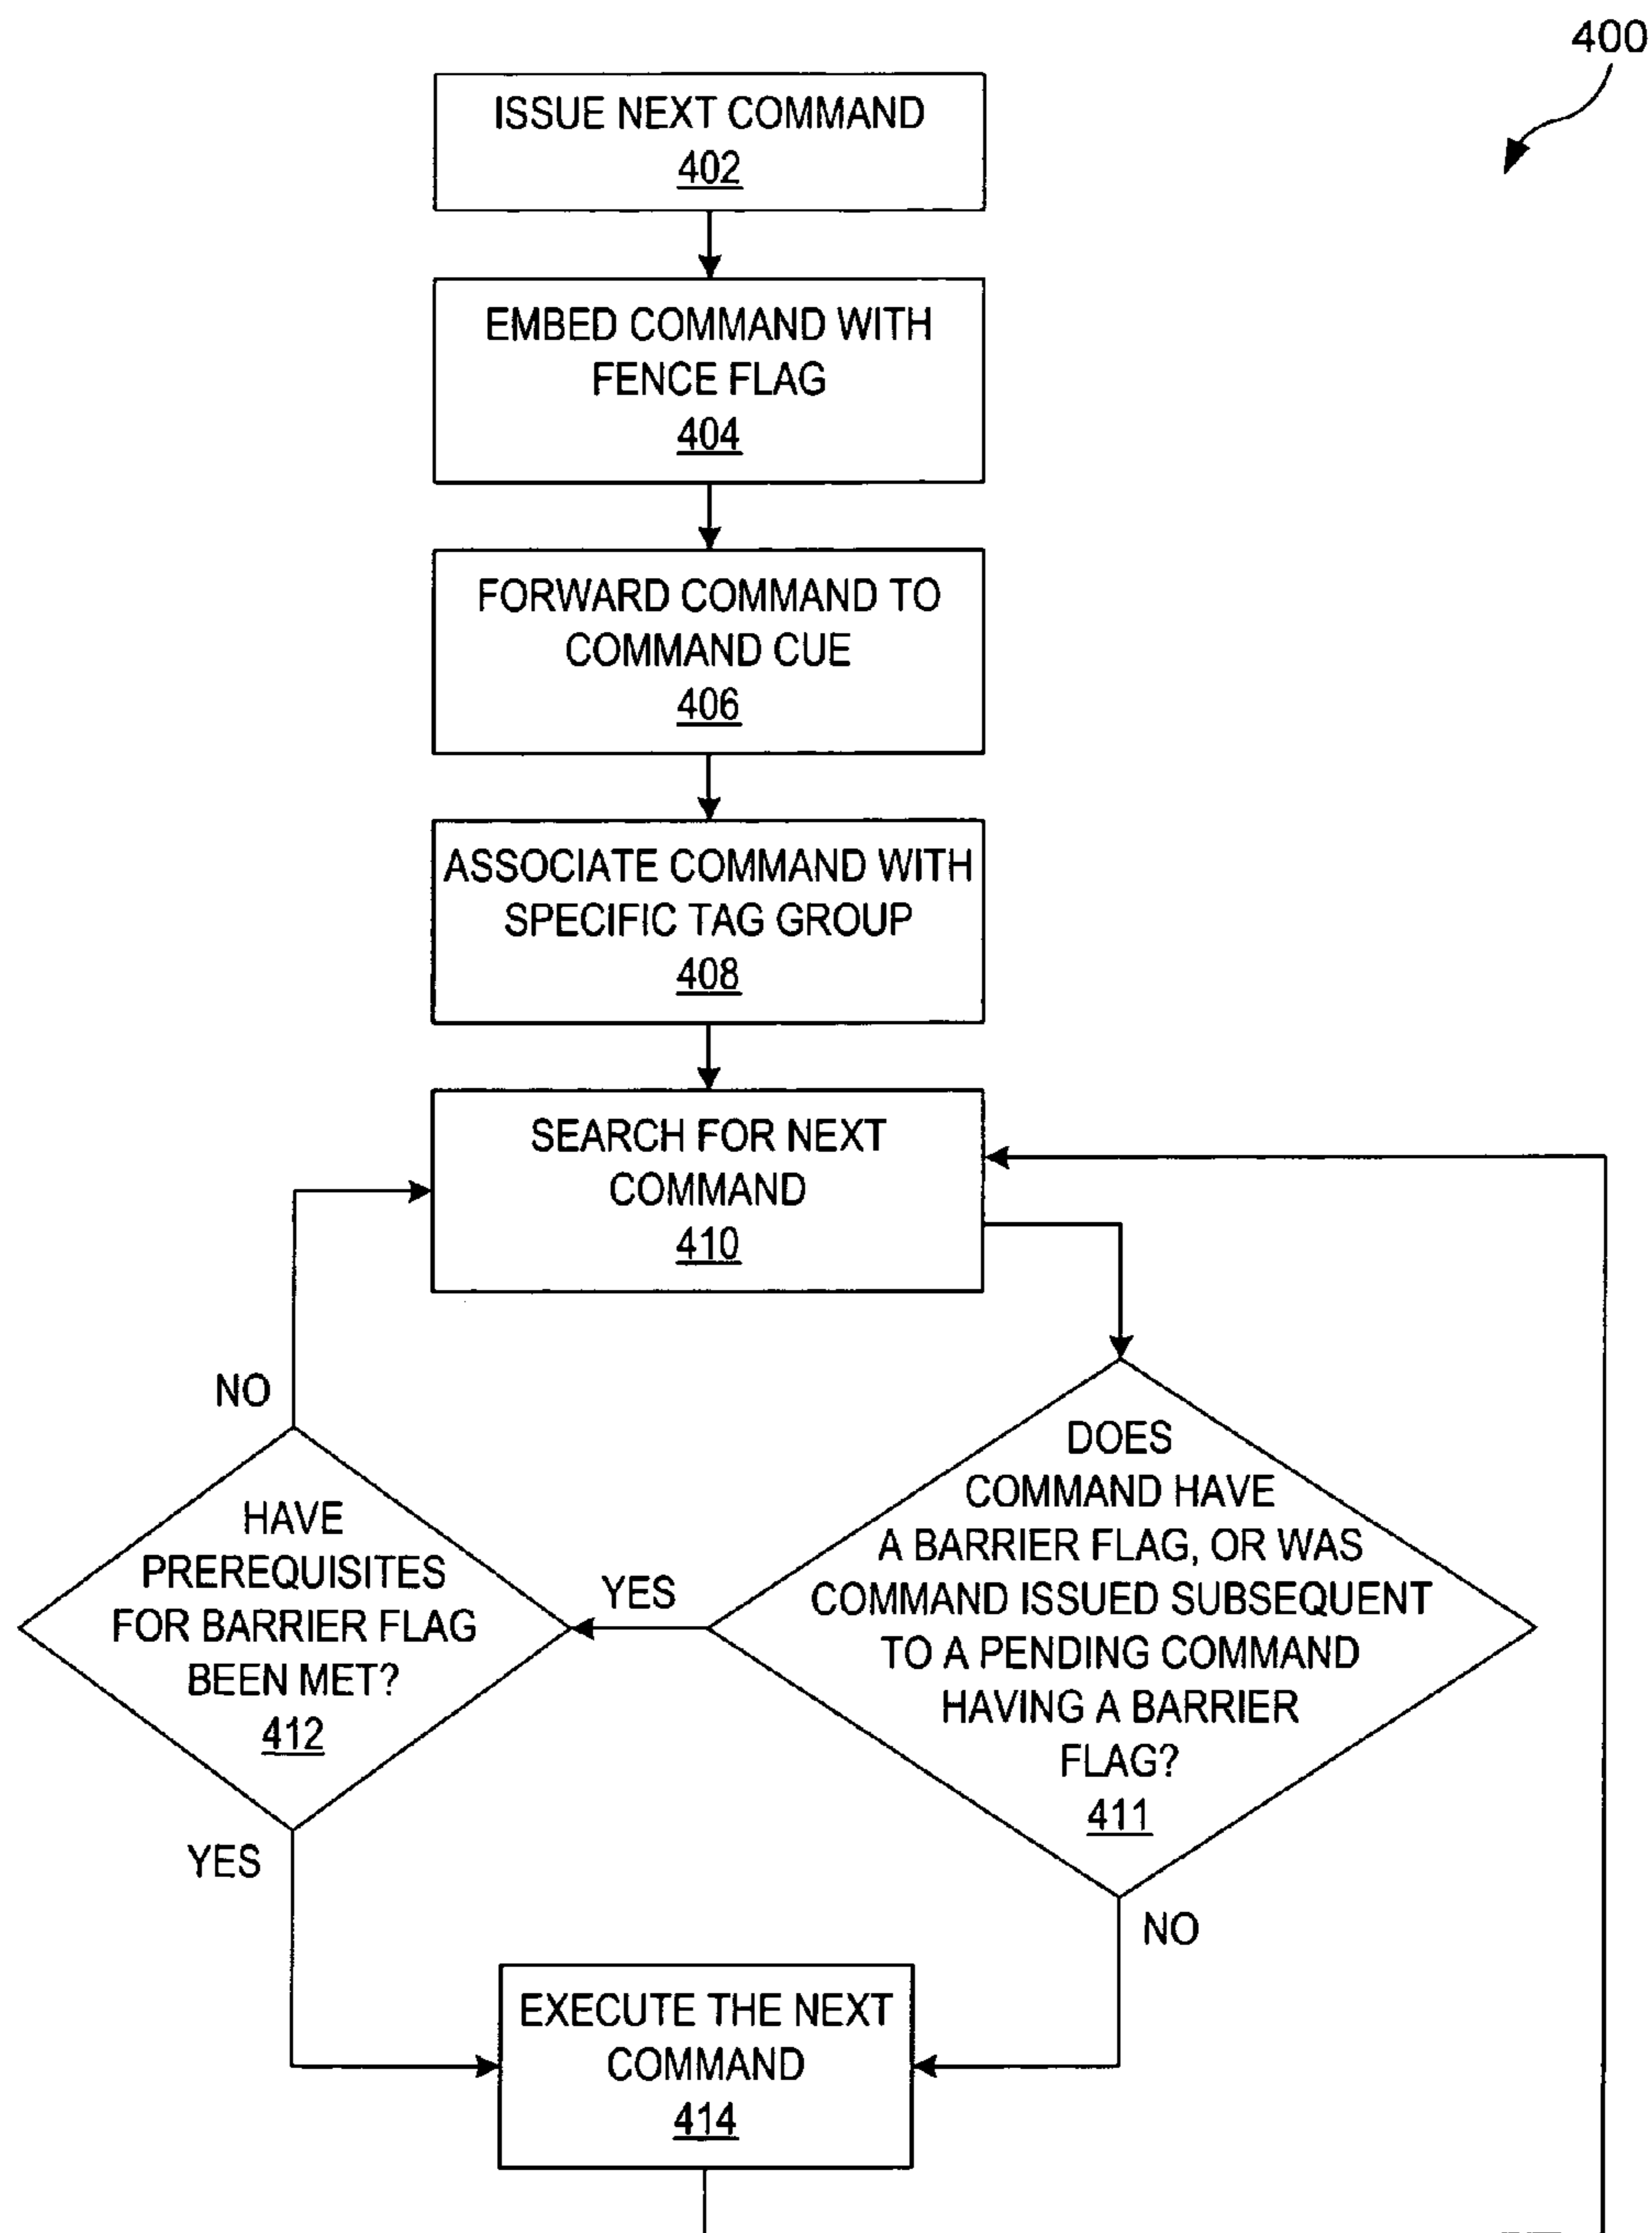 400
ISSUE NEXT COMMAND
402
EMBED COMMAND WITH
FENCE FLAG
404
FORWARD COMMAND TO
COMMAND CUE
406
ASSOCIATE COMMAND WITH
SPECIFIC TAG GROUP
408
SEARCH FOR NEXT
COMMAND
410
NO
DOES
COMMAND HAVE
A BARRIER FLAG, OR WAS
COMMAND ISSUED SUBSEQUENT
TO A PENDING COMMAND
HAVING A BARRIER
FLAG?
411
YES
HAVE
PREREQUISITES
FOR BARRIER FLAG
BEEN MET?
412
YES
NO
EXECUTE THE NEXT
COMMAND
414